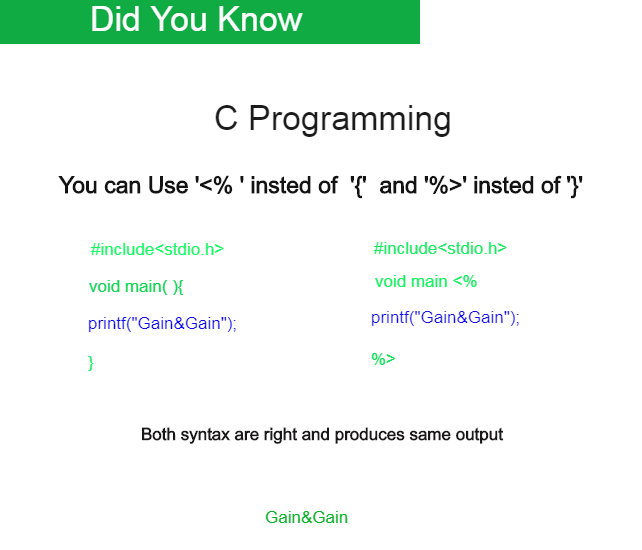 Did You Know
C Programming
You can Use '<% ' insted of  '{'  and '%>' insted of '}'
#include<stdio.h>
void main( ){
printf("Gain&Gain");
}
#include<stdio.h>
void main <%
printf("Gain&Gain");
%>
Both syntax are right and produces same output
Gain&Gain